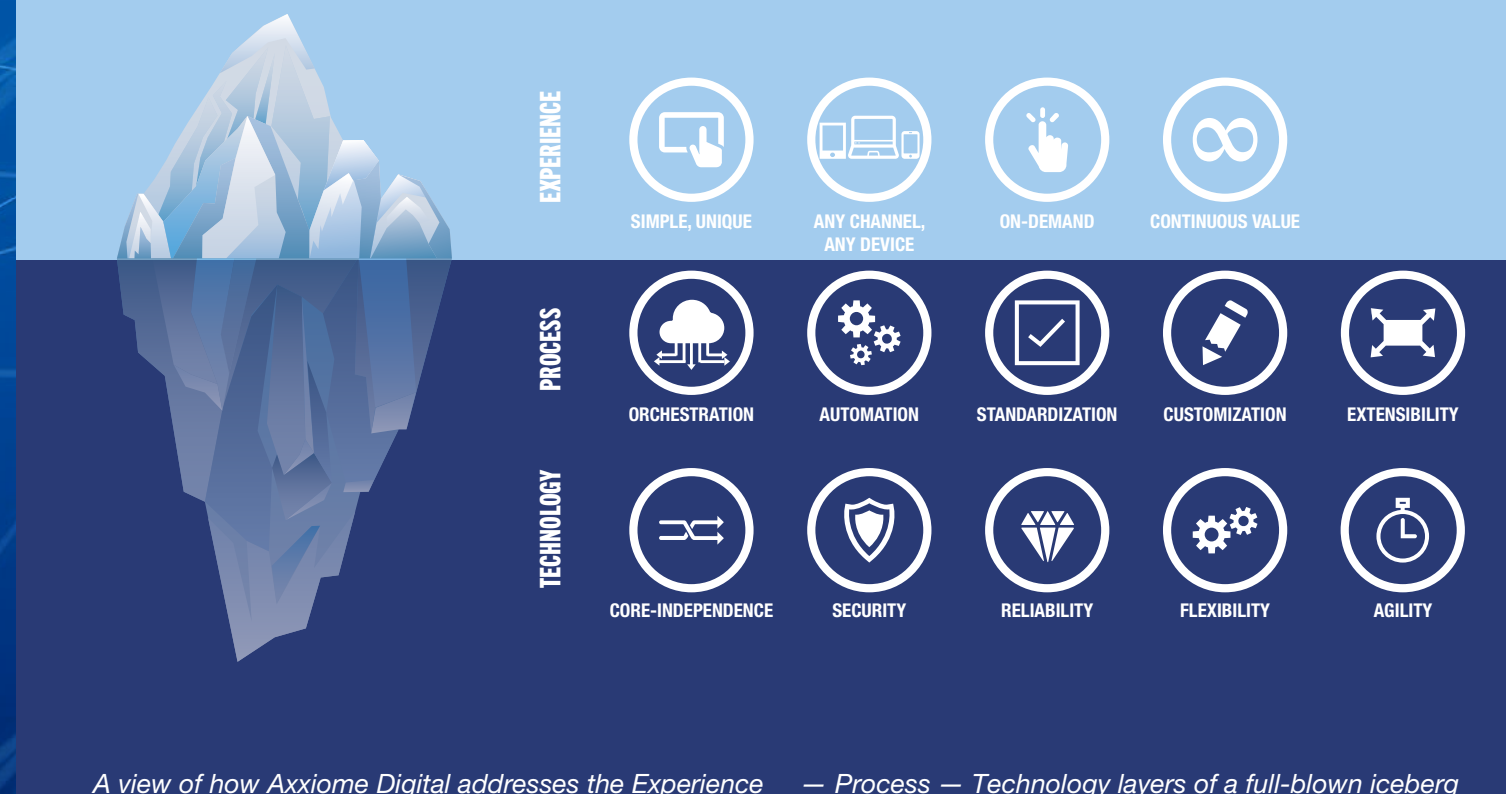 EXPERIENCE
SIMPLE, UNIQUE
ANY CHANNEL,
ANY DEVICE
ON-DEMAND
CONTINUOUS VALUE
PROCESS
ORCHESTRATION
AUTOMATION
STANDARDIZATION
CUSTOMIZATION
EXTENSIBILITY
TECHNOLOGY
CORE-INDEPENDENCE
SECURITY
RELIABILITY
FLEXIBILITY
AGILITY
A view of how Axxiome Digital addresses the Experience — Process — Technology layers of a full-blown iceberg